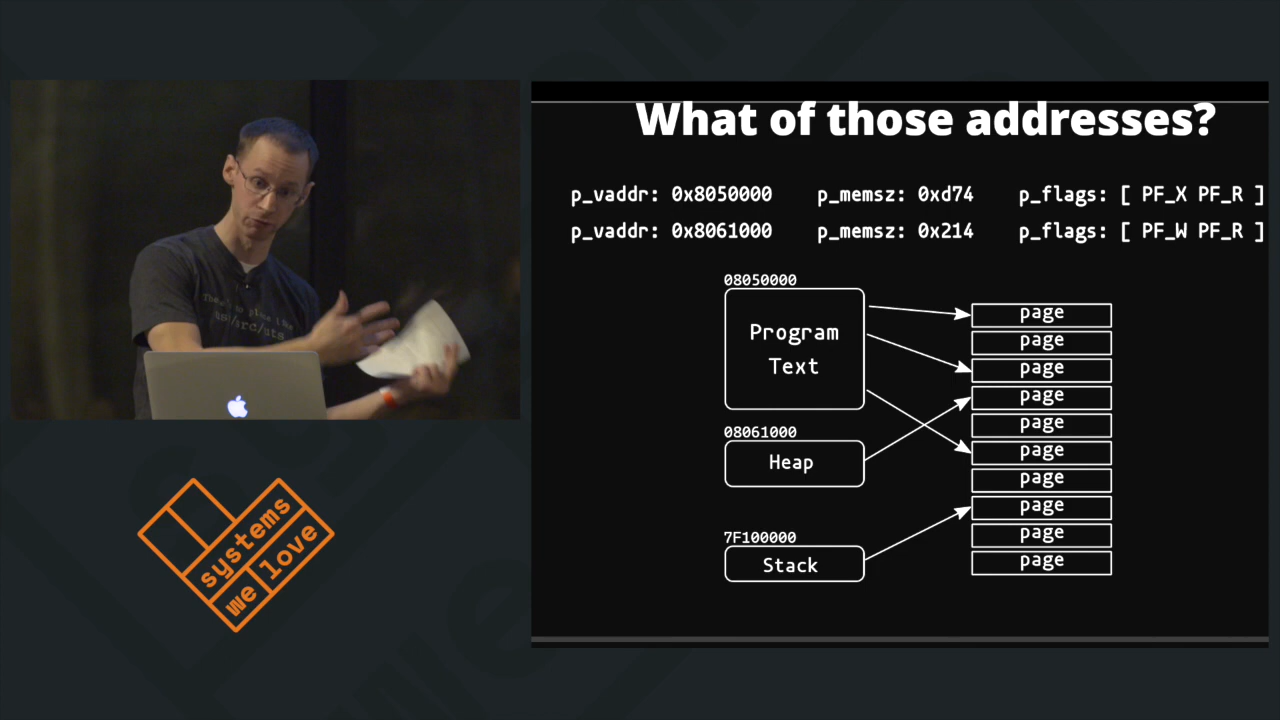 What of those addresses?
p_vaddr: 0x8050000 p_memsz: 0xd74 p_flags: [ PF_X PF_R ]
p_vaddr: 0x8061000 p_memsz: 0x214 p_flags: [ PF_W PF_R ]
08050000
Program
Text
08061000
Heap
7F100000
Stack
page
page
page
page
page
page
page
page
page
page
systems
we love